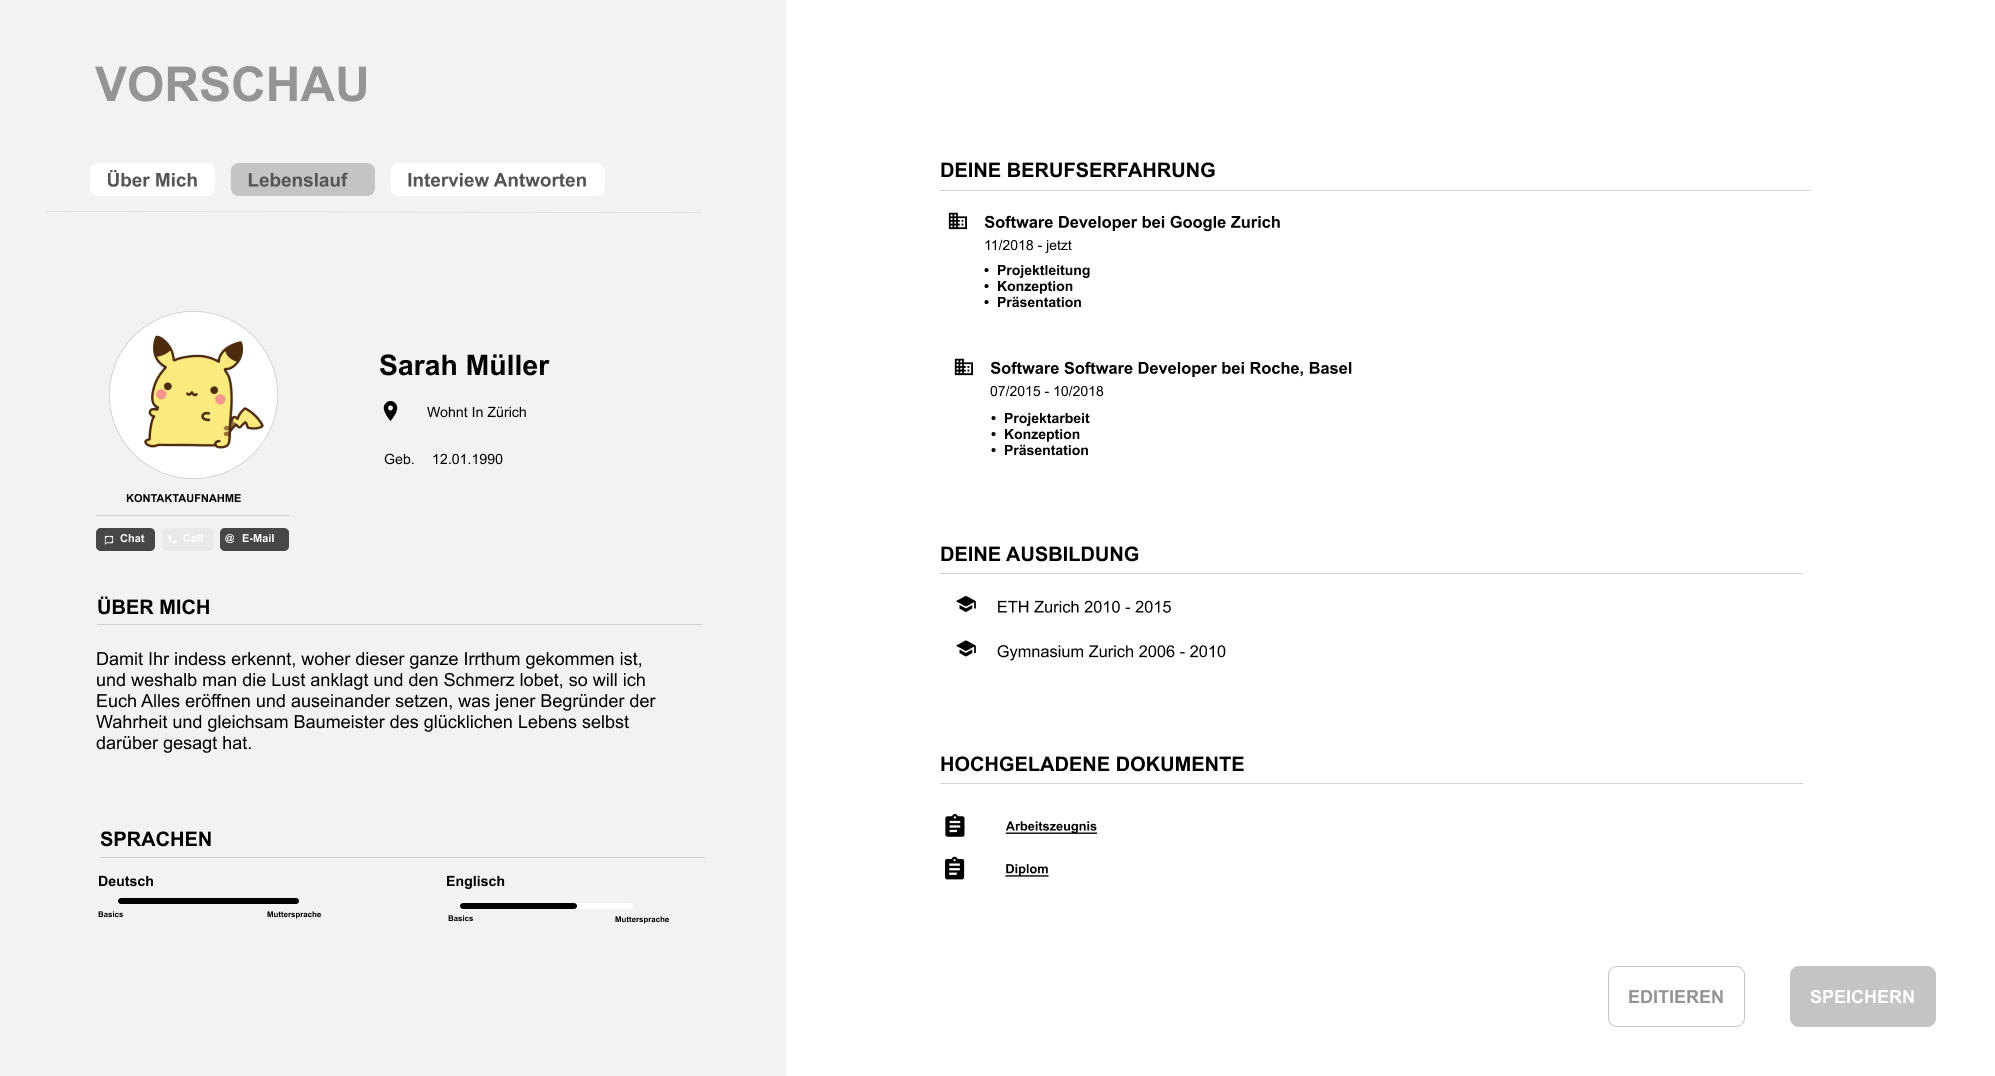 VORSCHAU
Über Mich
Lebenslauf
Interview Antworten
Sarah Müller
Wohnt In Zürich
Geb. 12.01.1990
KONTAKTAUFNAHME
Chat
Call
@ E-Mail
ÜBER MICH
Damit Ihr indess erkennt, woher dieser ganze Irrthum gekommen ist,
und weshalb man die Lust anklagt und den Schmerz lobet, so will ich
Euch Alles eröffnen und auseinander setzen, was jener Begründer der
Wahrheit und gleichsam Baumeister des glücklichen Lebens selbst
darüber gesagt hat.
SPRACHEN
Deutsch
Basics Muttersprache
Englisch
Basics Muttersprache
DEINE BERUFSERFAHRUNG
Software Developer bei Google Zurich
11/2018 - jetzt
• Projektleitung
• Konzeption
• Präsentation
Software Software Developer bei Roche, Basel
07/2015 - 10/2018
• Projektarbeit
• Konzeption
• Präsentation
DEINE AUSBILDUNG
ETH Zurich 2010 - 2015
Gymnasium Zurich 2006 - 2010
HOCHGELADENE DOKUMENTE
Arbeitszeugnis
Diplom
EDITIEREN
SPEICHERN